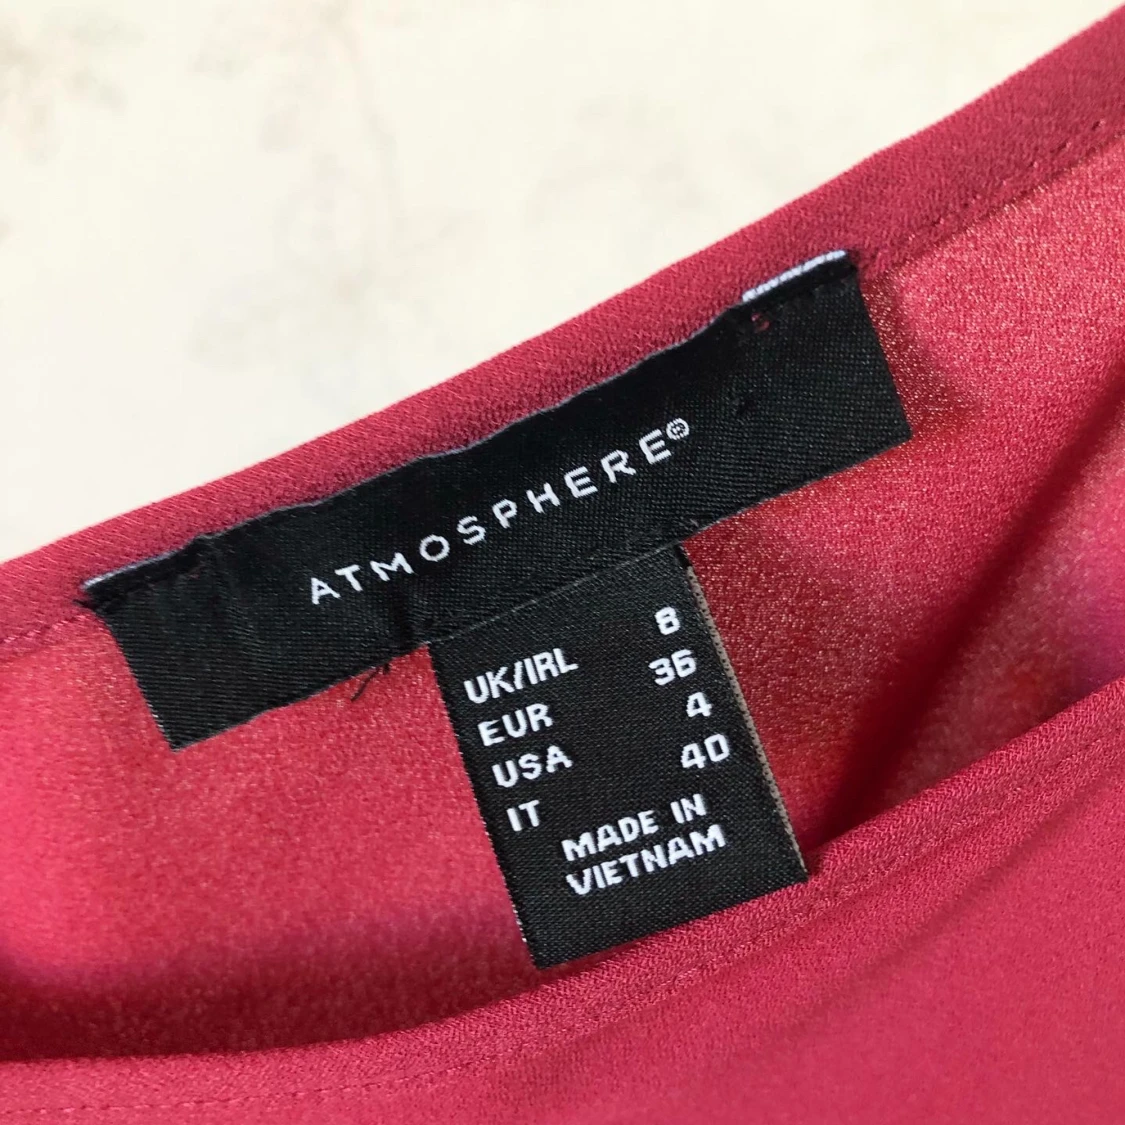 ATMOSPHERE®
UK/IRL 8
EUR 36
USA 4
IT 40
MADE IN
VIETNAM